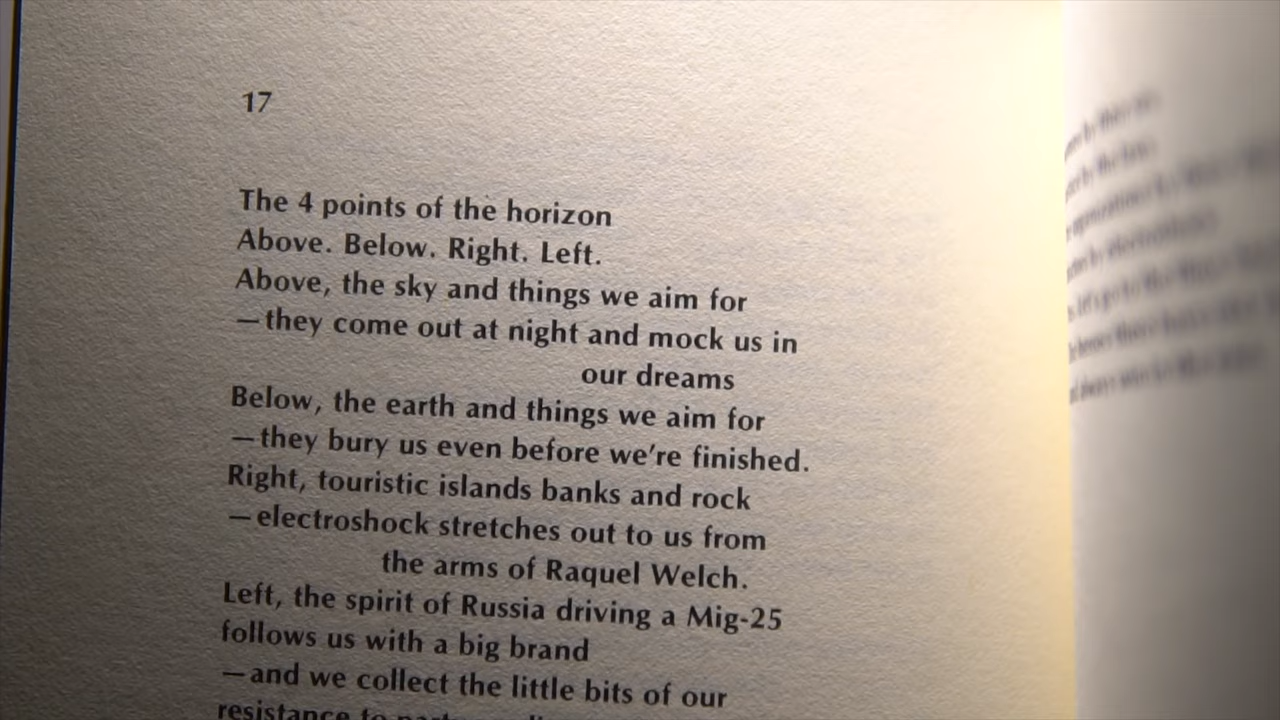 17
The 4 points of the horizon
Above. Below. Right. Left.
Above, the sky and things we aim for
—they come out at night and mock us in
our dreams
Below, the earth and things we aim for
—they bury us even before we're finished.
Right, touristic islands banks and rock
—electroshock stretches out to us from
the arms of Raquel Welch.
Left, the spirit of Russia driving a Mig-25
follows us with a big brand
—and we collect the little bits of our
resistance to